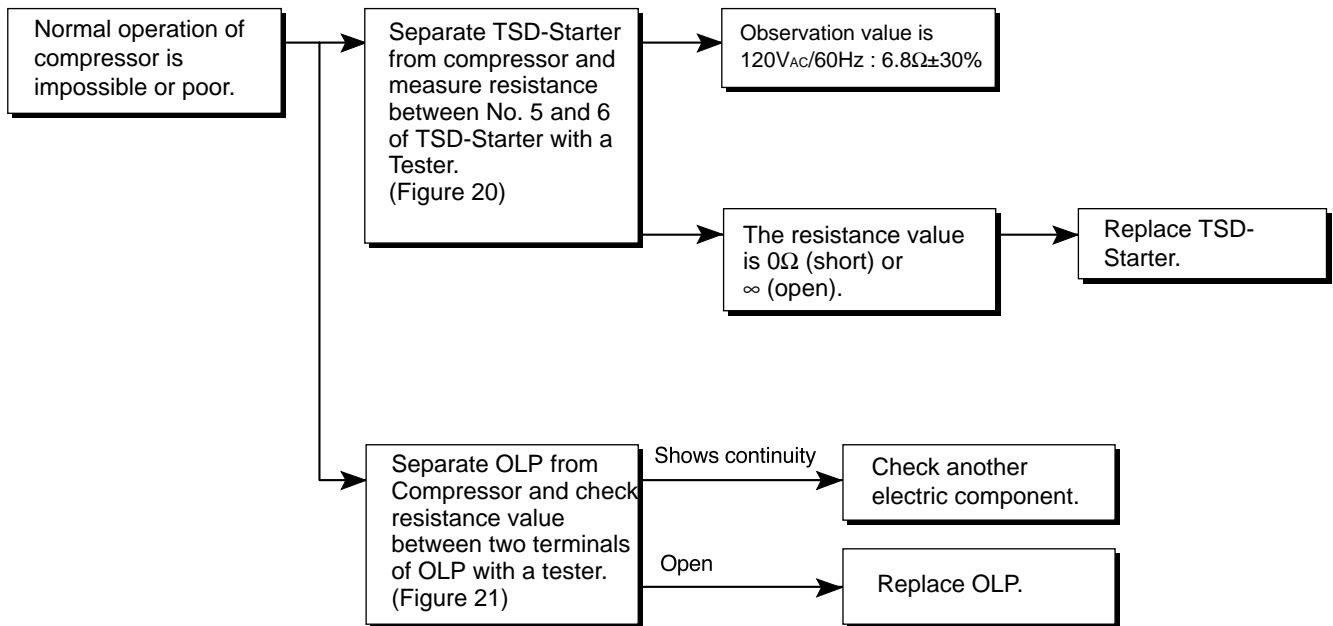 Normal operation of
compressor is
impossible or poor.
Separate TSD-Starter
from compressor and
measure resistance
between No. 5 and 6
of TSD-Starter with a
Tester.
(Figure 20)
Observation value is
120VAC/60Hz : 6.8Ω±30%
The resistance value
is 0Ω (short) or
∞ (open).
Replace TSD-
Starter.
Separate OLP from
Compressor and check
resistance value
between two terminals
of OLP with a tester.
(Figure 21)
Shows continuity
Check another
electric component.
Open
Replace OLP.